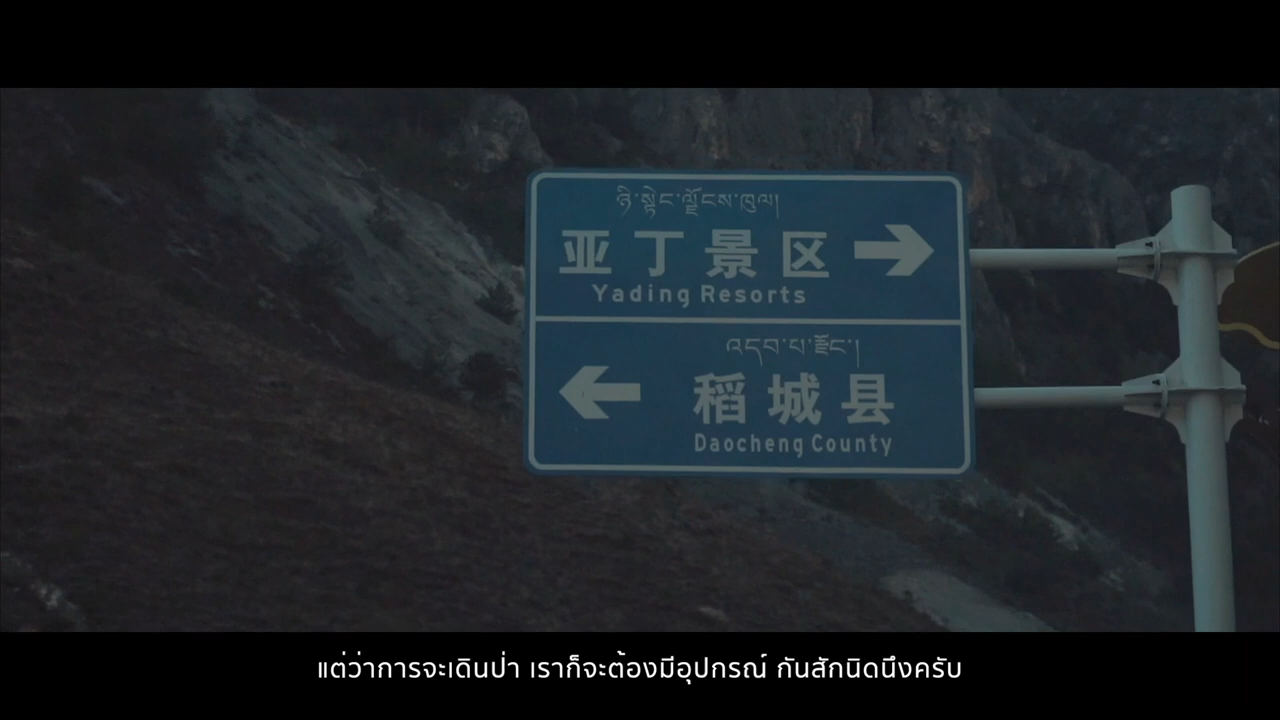 ཉི་སྟེང་ལྗོངས་ཁུལ།
亚丁景区
Yading Resorts
འདབ་པ་རྫོང་།
稻城县
Daocheng County
แต่ว่าการจะเดินป่า เราก็จะต้องมีอุปกรณ์ กันสักนิดนึงครับ